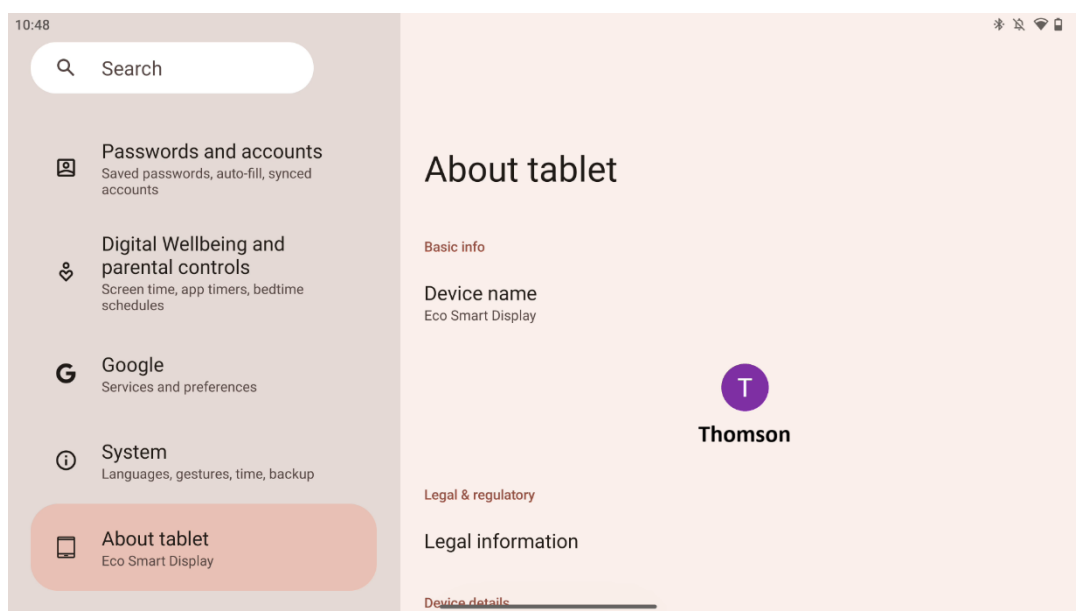 10:48
Search
Passwords and accounts
Saved passwords, auto-fill, synced
accounts
Digital Wellbeing and
parental controls
Screen time, app timers, bedtime
schedules
Google
Services and preferences
System
Languages, gestures, time, backup
About tablet
Eco Smart Display
About tablet
Basic info
Device name
Eco Smart Display
T
Thomson
Legal & regulatory
Legal information
Device details